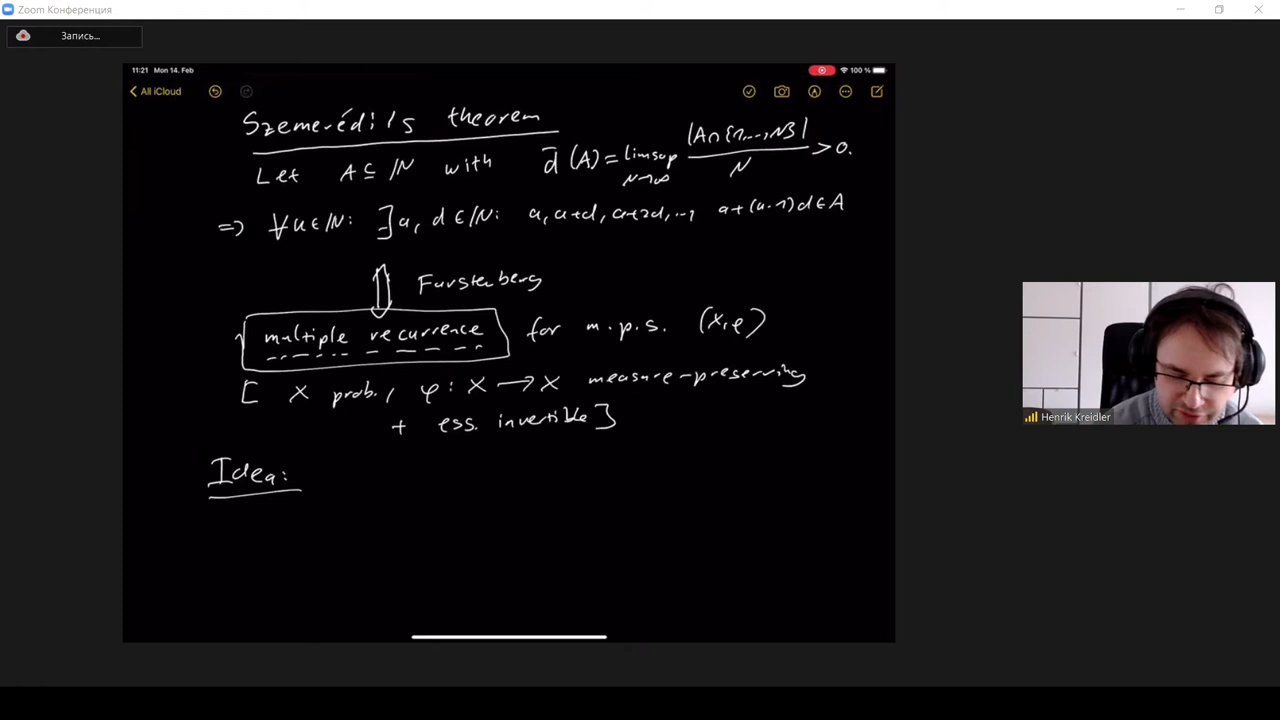 Zoom Конференция
Запись...
11:21 Mon 14. Feb
100 %
All iCloud
Szemerédi's theorem
Let A ⊆ ℕ with d̄(A) = limsup_{N→∞} |A∩{1,...,N}| / N > 0.
⇒ ∀n∈ℕ: ∃a, d∈ℕ: a, a+d, a+2d, ..., a+(n-1)d ∈ A
⇕ Furstenberg
multiple recurrence for m.p.s. (X,φ)
[ X prob., φ: X → X measure-preserving
+ ess. invertible ]
Idea:
Henrik Kreidler